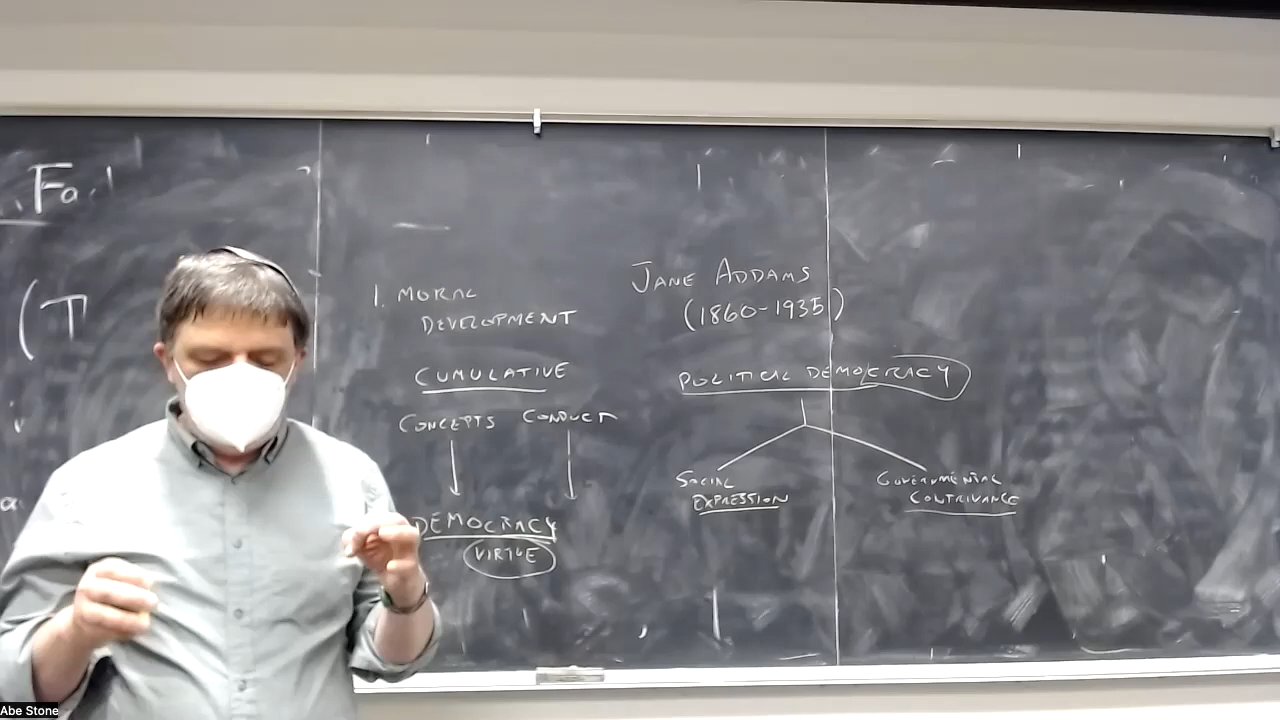 Fa
(T
1. MORAL
DEVELOPMENT
CUMULATIVE
CONCEPTS CONDUCT
DEMOCRACY
VIRTUE
JANE ADDAMS
(1860-1935)
POLITICAL DEMOCRACY
SOCIAL
EXPRESSION
GOVERNMENTAL
CONTRIVANCE
Abe Stone